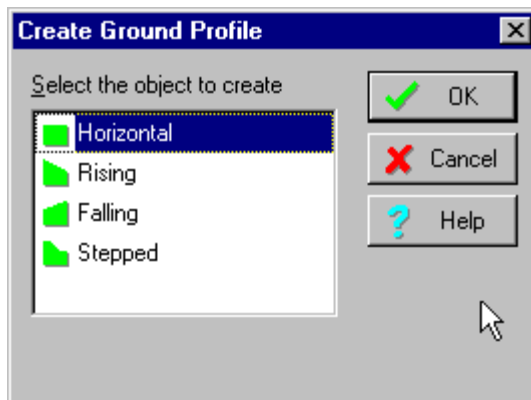 Create Ground Profile
Select the object to create
Horizontal
Rising
Falling
Stepped
OK
Cancel
Help